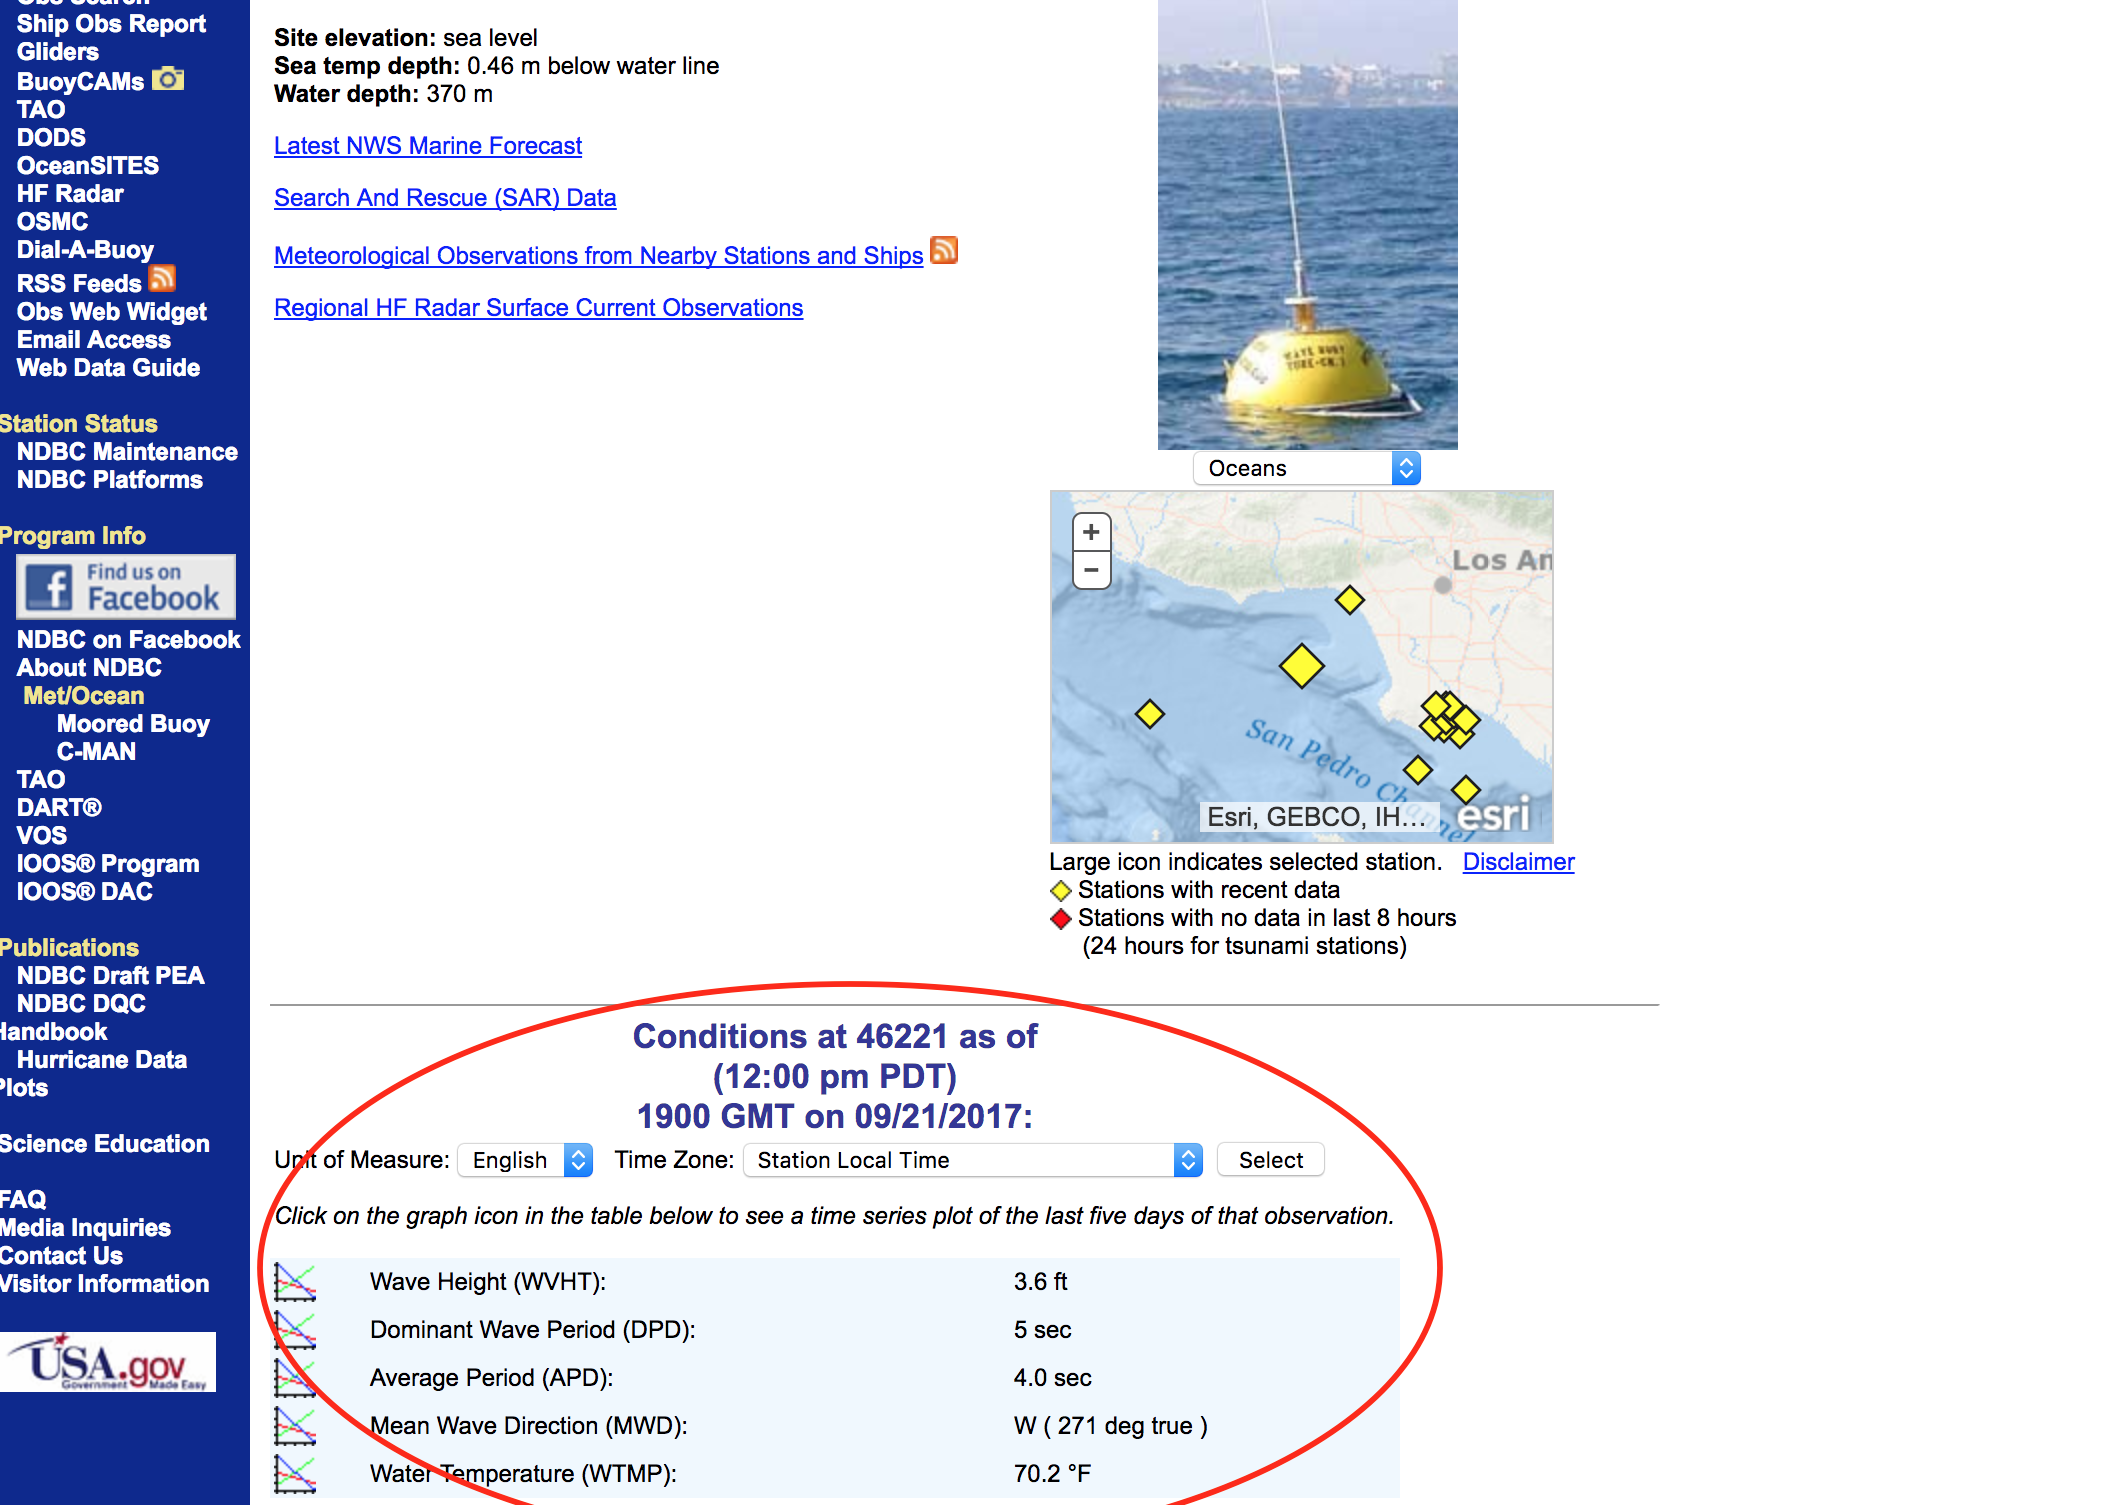 Obs Search
Ship Obs Report
Gliders
BuoyCAMs
TAO
DODS
OceanSITES
HF Radar
OSMC
Dial-A-Buoy
RSS Feeds
Obs Web Widget
Email Access
Web Data Guide
Station Status
NDBC Maintenance
NDBC Platforms
Program Info
Find us on
Facebook
NDBC on Facebook
About NDBC
Met/Ocean
Moored Buoy
C-MAN
TAO
DART®
VOS
IOOS® Program
IOOS® DAC
Publications
NDBC Draft PEA
NDBC DQC
Handbook
Hurricane Data
Plots
Science Education
FAQ
Media Inquiries
Contact Us
Visitor Information
USA.gov
Government Made Easy
Site elevation: sea level
Sea temp depth: 0.46 m below water line
Water depth: 370 m
Latest NWS Marine Forecast
Search And Rescue (SAR) Data
Meteorological Observations from Nearby Stations and Ships
Regional HF Radar Surface Current Observations
WAVE BUOY
Oceans
+
−
Los An
San Pedro Channel
Esri, GEBCO, IH...
esri
Large icon indicates selected station. Disclaimer
Stations with recent data
Stations with no data in last 8 hours
(24 hours for tsunami stations)
Conditions at 46221 as of
(12:00 pm PDT)
1900 GMT on 09/21/2017:
Unit of Measure: English Time Zone: Station Local Time Select
Click on the graph icon in the table below to see a time series plot of the last five days of that observation.
Wave Height (WVHT): 3.6 ft
Dominant Wave Period (DPD): 5 sec
Average Period (APD): 4.0 sec
Mean Wave Direction (MWD): W ( 271 deg true )
Water Temperature (WTMP): 70.2 °F